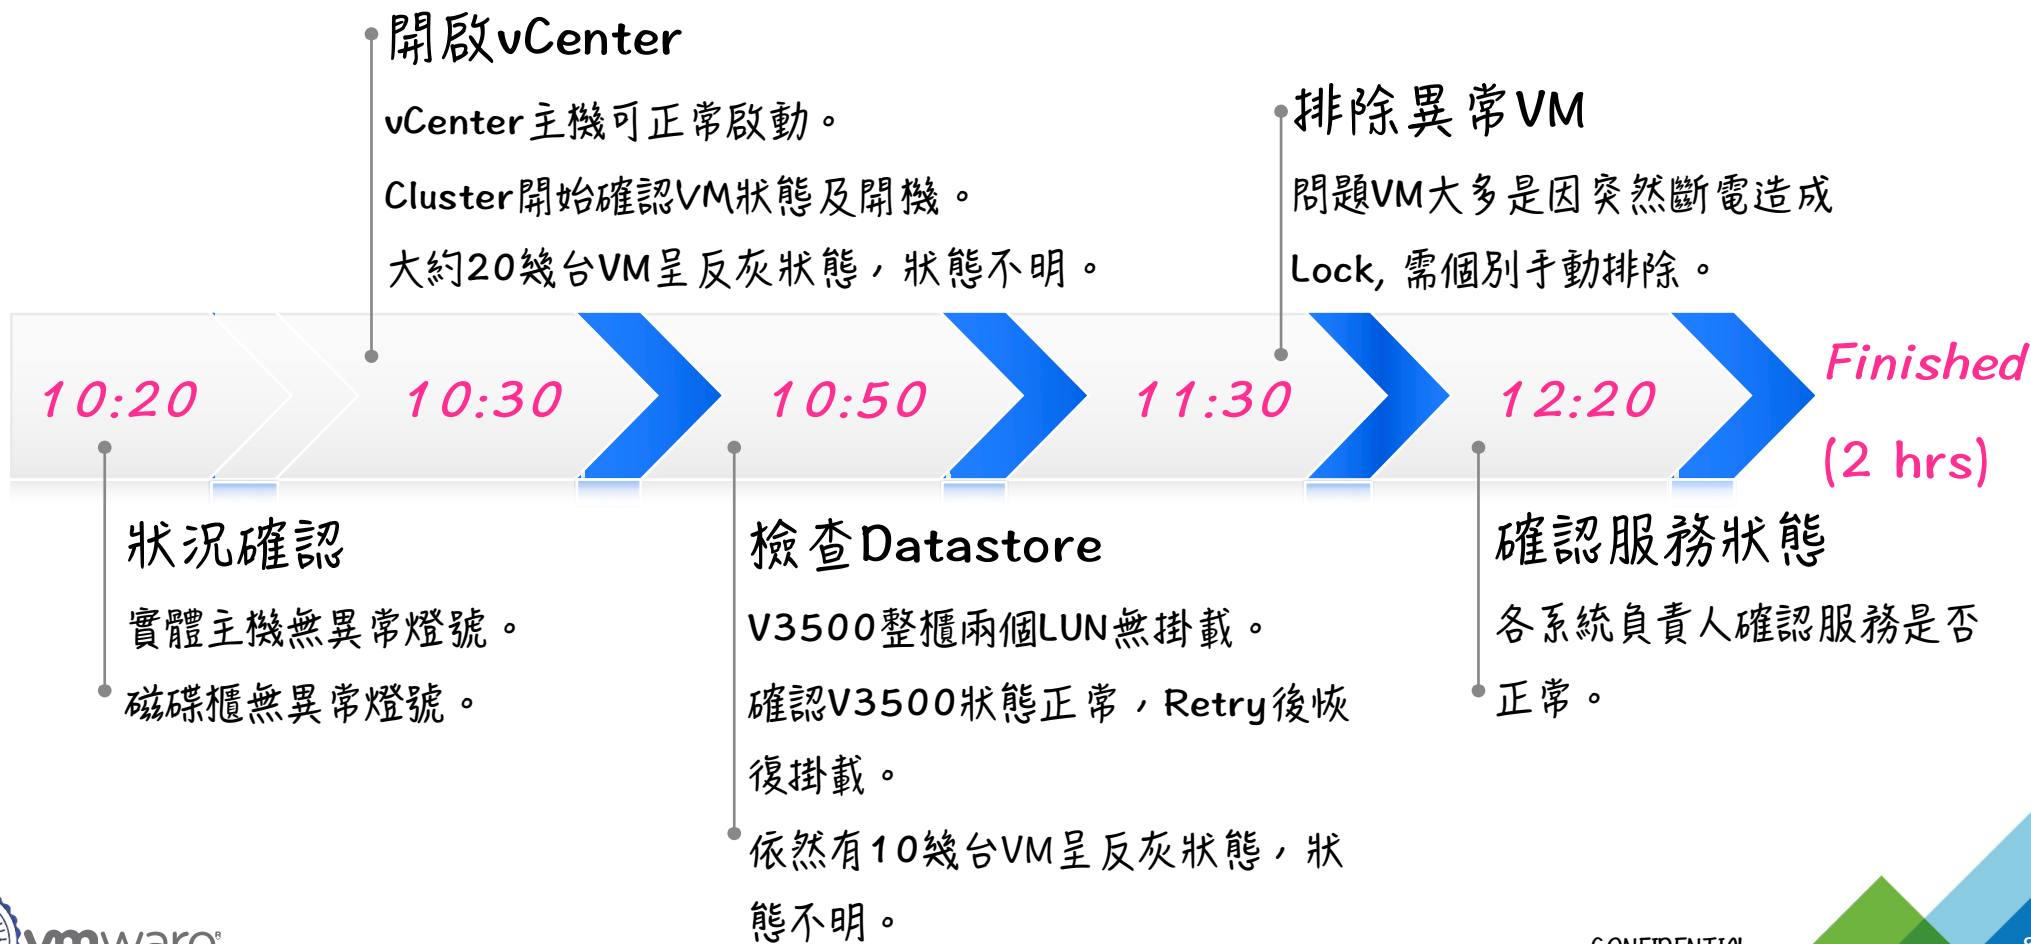 開啟vCenter
vCenter主機可正常啟動。
Cluster開始確認VM狀態及開機。
大約20幾台VM呈反灰狀態，狀態不明。
排除異常VM
問題VM大多是因突然斷電造成
Lock, 需個別手動排除。
10:20
10:30
10:50
11:30
12:20
Finished
(2 hrs)
狀況確認
實體主機無異常燈號。
磁碟櫃無異常燈號。
檢查Datastore
V3500整櫃兩個LUN無掛載。
確認V3500狀態正常，Retry後恢
復掛載。
依然有10幾台VM呈反灰狀態，狀
態不明。
確認服務狀態
各系統負責人確認服務是否
正常。
vmware®
CONFIDENTIAL